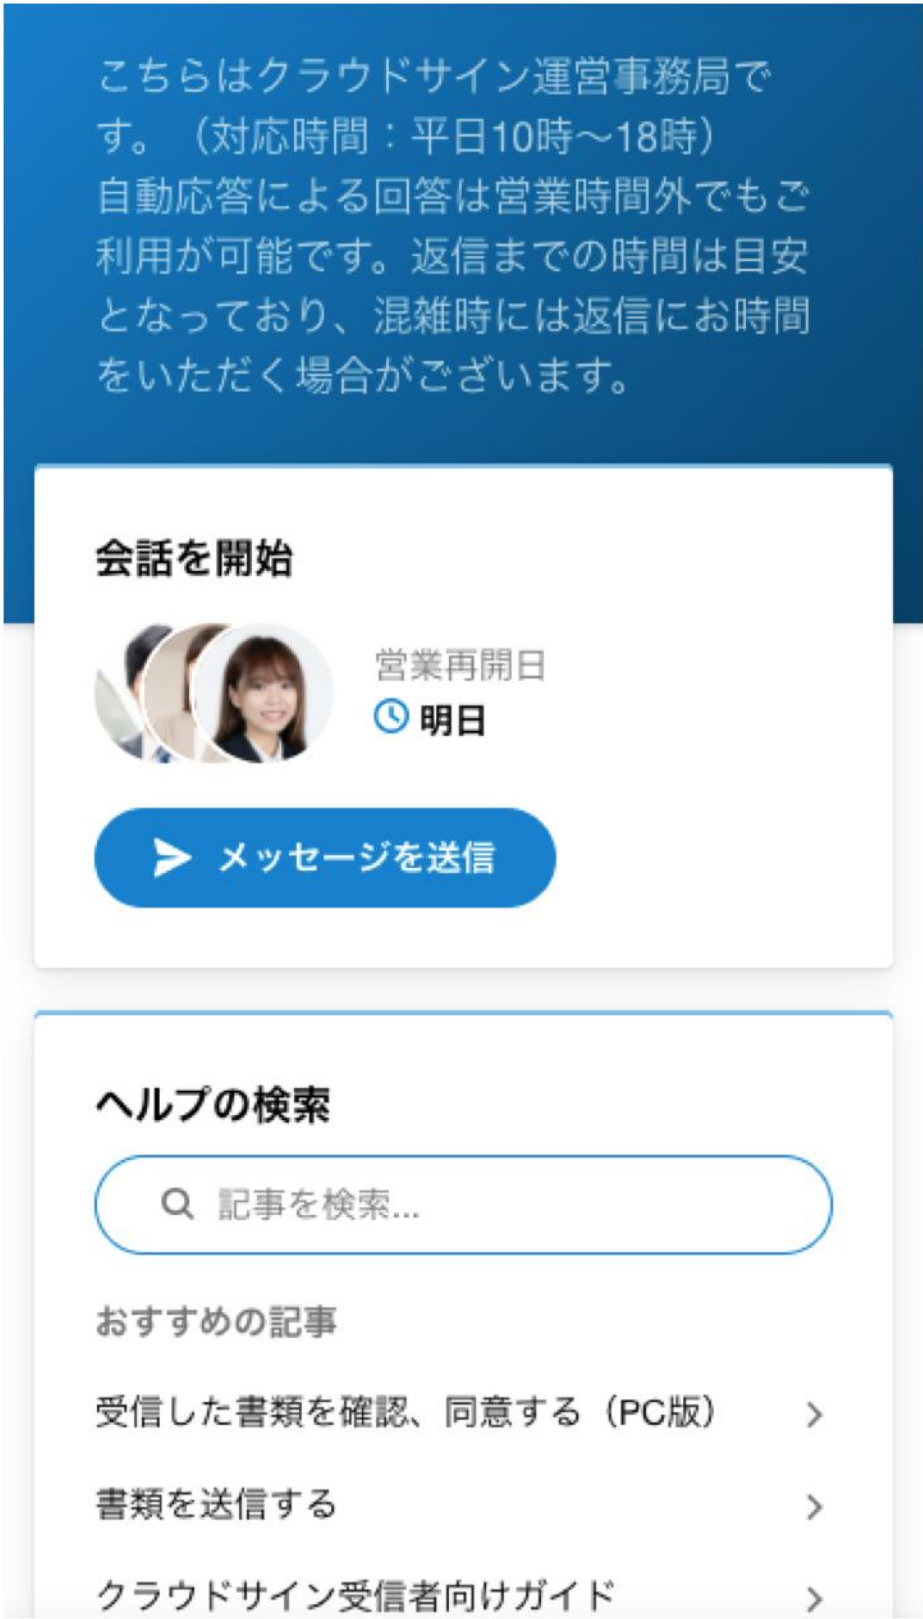 こちらはクラウドサイン運営事務局で
す。（対応時間：平日10時〜18時）
自動応答による回答は営業時間外でもご
利用が可能です。返信までの時間は目安
となっており、混雑時には返信にお時間
をいただく場合がございます。
会話を開始
営業再開日
明日
メッセージを送信
ヘルプの検索
記事を検索...
おすすめの記事
受信した書類を確認、同意する（PC版）
書類を送信する
クラウドサイン受信者向けガイド